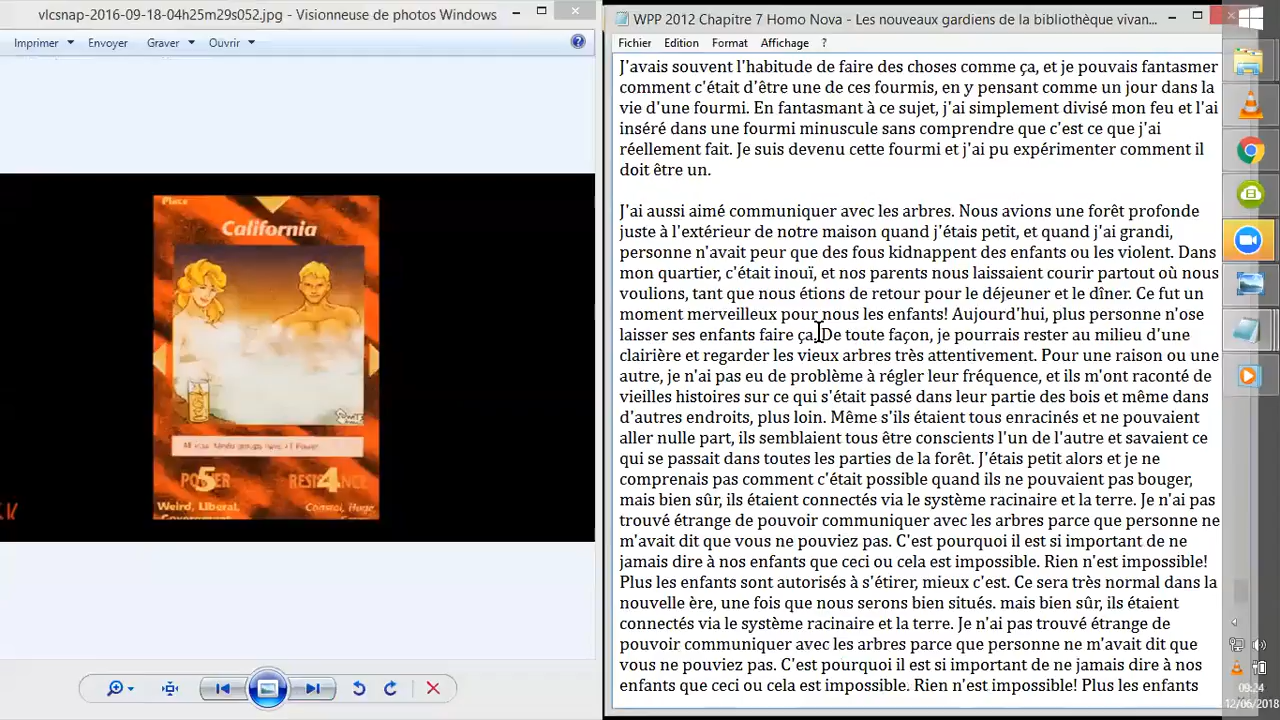 vlcsnap-2016-09-18-04h25m29s052.jpg - Visionneuse de photos Windows
Imprimer Envoyer Graver Ouvrir
Place
California
POWER
5
RESISTANCE
4
Weird, Liberal,
Government
Coastal, Huge
WPP 2012 Chapitre 7 Homo Nova - Les nouveaux gardiens de la bibliothèque vivan...
Fichier Edition Format Affichage ?
J'avais souvent l'habitude de faire des choses comme ça, et je pouvais fantasmer
comment c'était d'être une de ces fourmis, en y pensant comme un jour dans la
vie d'une fourmi. En fantasmant à ce sujet, j'ai simplement divisé mon feu et l'ai
inséré dans une fourmi minuscule sans comprendre que c'est ce que j'ai
réellement fait. Je suis devenu cette fourmi et j'ai pu expérimenter comment il
doit être un.
J'ai aussi aimé communiquer avec les arbres. Nous avions une forêt profonde
juste à l'extérieur de notre maison quand j'étais petit, et quand j'ai grandi,
personne n'avait peur que des fous kidnappent des enfants ou les violent. Dans
mon quartier, c'était inouï, et nos parents nous laissaient courir partout où nous
voulions, tant que nous étions de retour pour le déjeuner et le dîner. Ce fut un
moment merveilleux pour nous les enfants! Aujourd'hui, plus personne n'ose
laisser ses enfants faire ça. De toute façon, je pourrais rester au milieu d'une
clairière et regarder les vieux arbres très attentivement. Pour une raison ou une
autre, je n'ai pas eu de problème à régler leur fréquence, et ils m'ont raconté de
vieilles histoires sur ce qui s'était passé dans leur partie des bois et même dans
d'autres endroits, plus loin. Même s'ils étaient tous enracinés et ne pouvaient
aller nulle part, ils semblaient tous être conscients l'un de l'autre et savaient ce
qui se passait dans toutes les parties de la forêt. J'étais petit alors et je ne
comprenais pas comment c'était possible quand ils ne pouvaient pas bouger,
mais bien sûr, ils étaient connectés via le système racinaire et la terre. Je n'ai pas
trouvé étrange de pouvoir communiquer avec les arbres parce que personne ne
m'avait dit que vous ne pouviez pas. C'est pourquoi il est si important de ne
jamais dire à nos enfants que ceci ou cela est impossible. Rien n'est impossible!
Plus les enfants sont autorisés à s'étirer, mieux c'est. Ce sera très normal dans la
nouvelle ère, une fois que nous serons bien situés. mais bien sûr, ils étaient
connectés via le système racinaire et la terre. Je n'ai pas trouvé étrange de
pouvoir communiquer avec les arbres parce que personne ne m'avait dit que
vous ne pouviez pas. C'est pourquoi il est si important de ne jamais dire à nos
enfants que ceci ou cela est impossible. Rien n'est impossible! Plus les enfants
09:24
12/06/2018